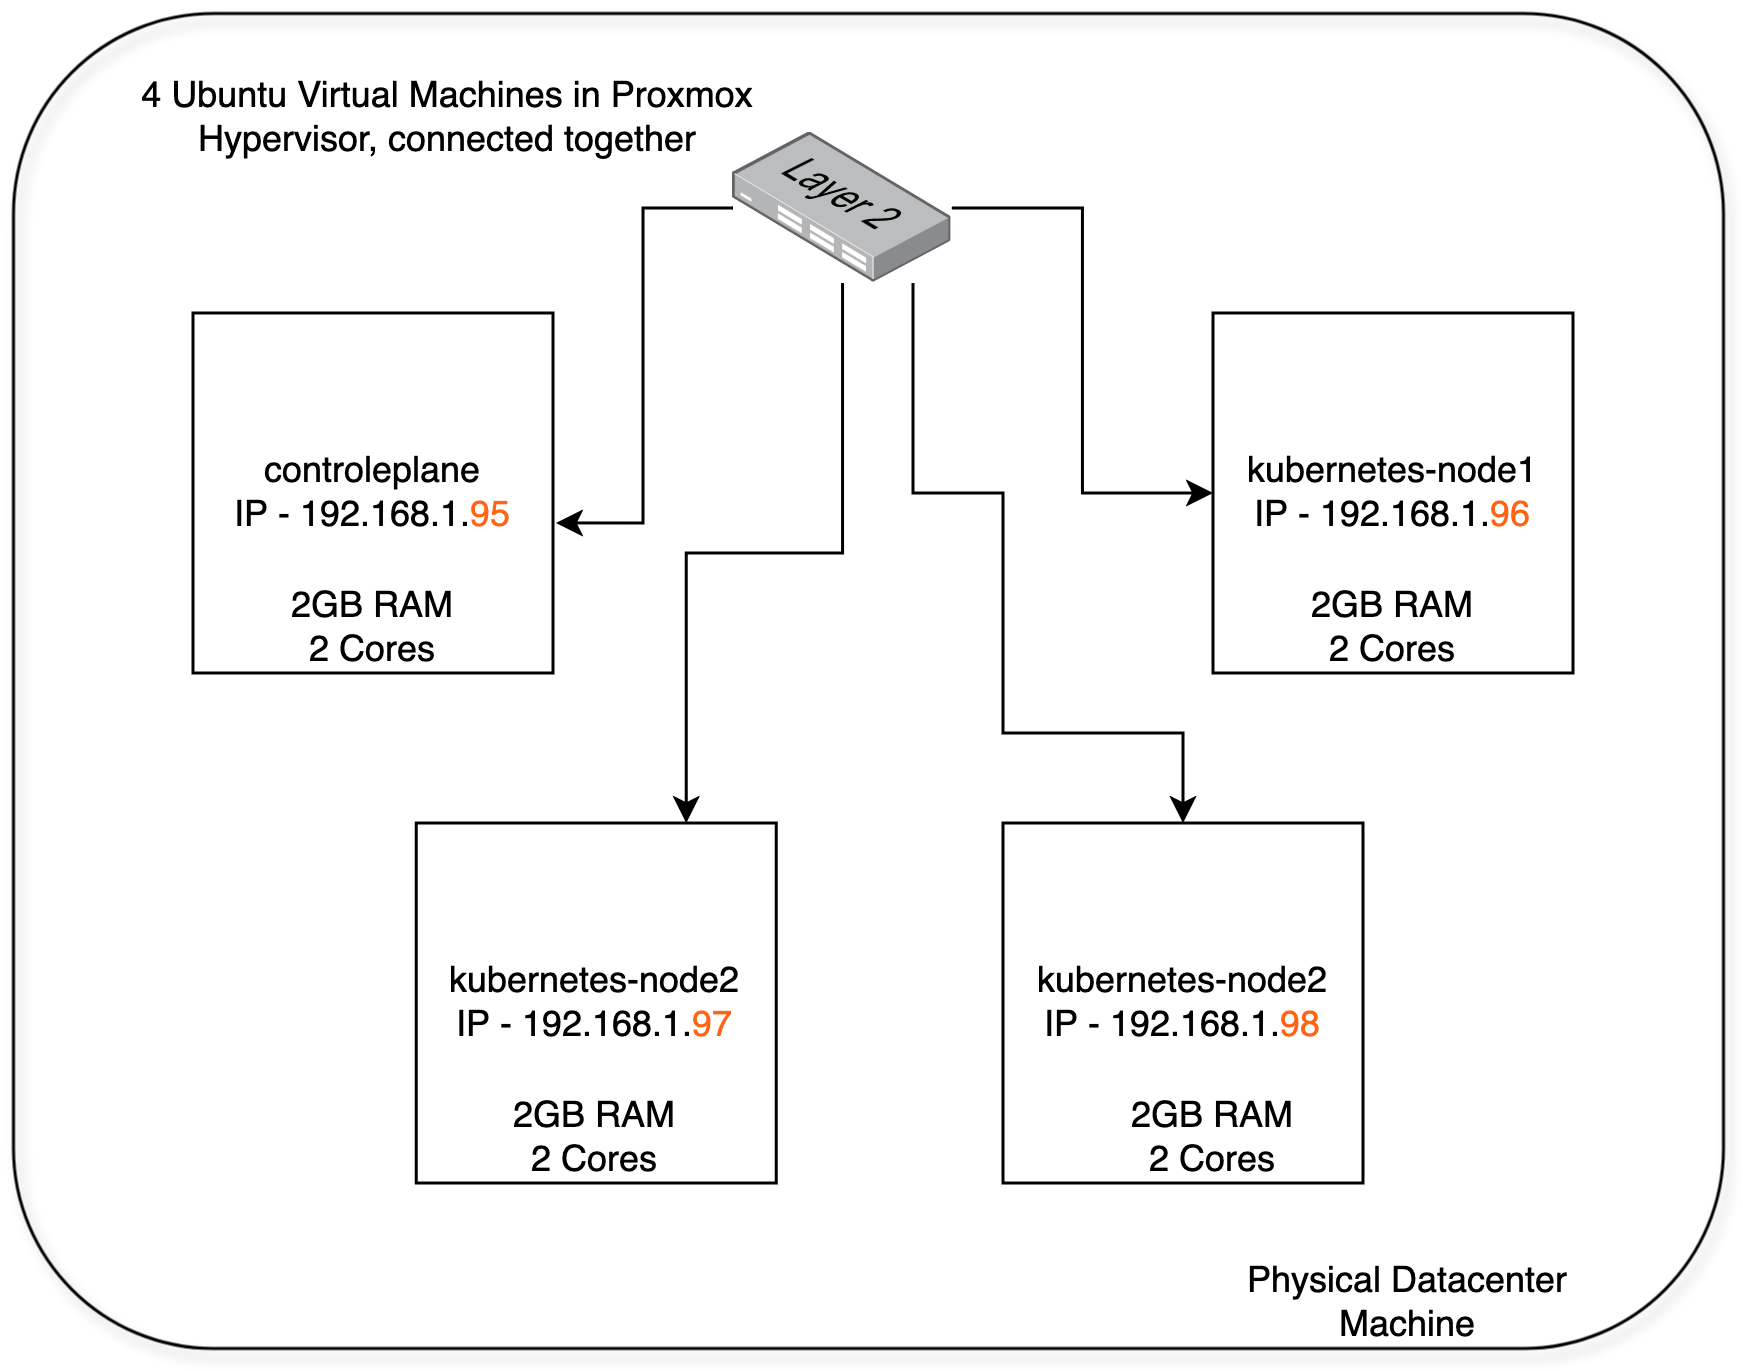 4 Ubuntu Virtual Machines in Proxmox
Hypervisor, connected together
Layer 2
controleplane
IP - 192.168.1.95
2GB RAM
2 Cores
kubernetes-node1
IP - 192.168.1.96
2GB RAM
2 Cores
kubernetes-node2
IP - 192.168.1.97
2GB RAM
2 Cores
kubernetes-node2
IP - 192.168.1.98
2GB RAM
2 Cores
Physical Datacenter
Machine